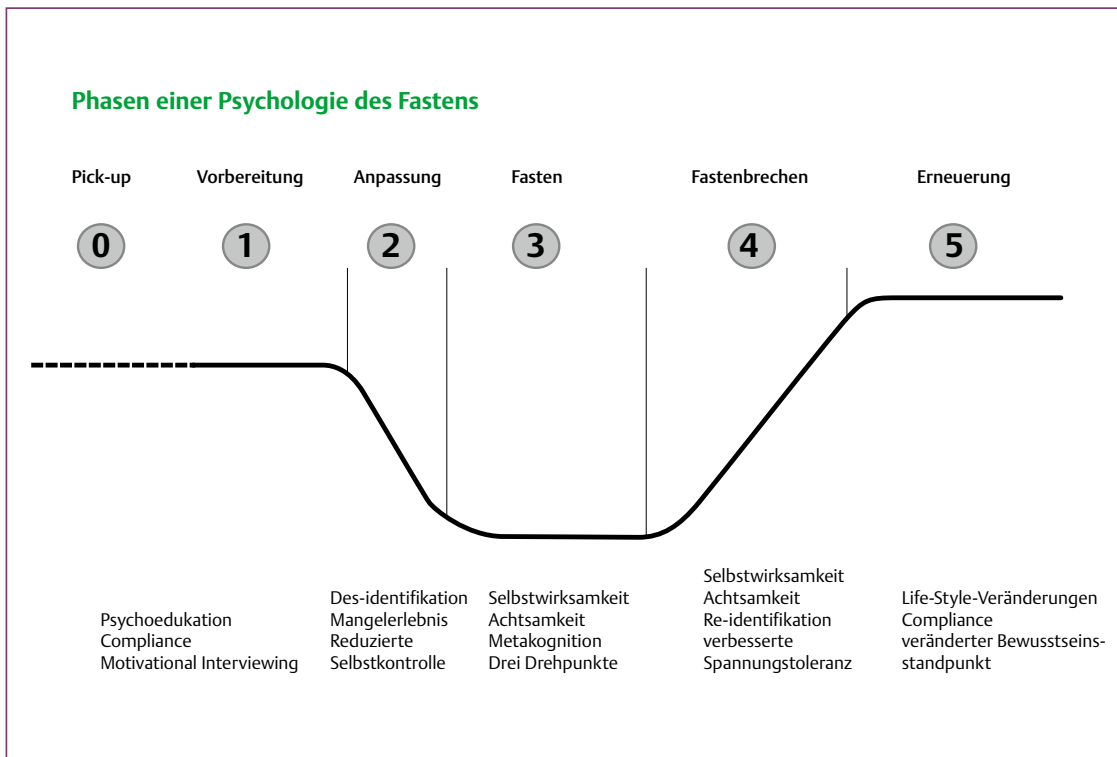 Phasen einer Psychologie des Fastens
Pick-up
Vorbereitung
Anpassung
Fasten
Fastenbrechen
Erneuerung
0
1
2
3
4
5
Psychoedukation
Compliance
Motivational Interviewing
Des-identifikation
Mangelerlebnis
Reduzierte
Selbstkontrolle
Selbstwirksamkeit
Achtsamkeit
Metakognition
Drei Drehpunkte
Selbstwirksamkeit
Achtsamkeit
Re-identifikation
verbesserte
Spannungstoleranz
Life-Style-Veränderungen
Compliance
veränderter Bewusstseins-
standpunkt